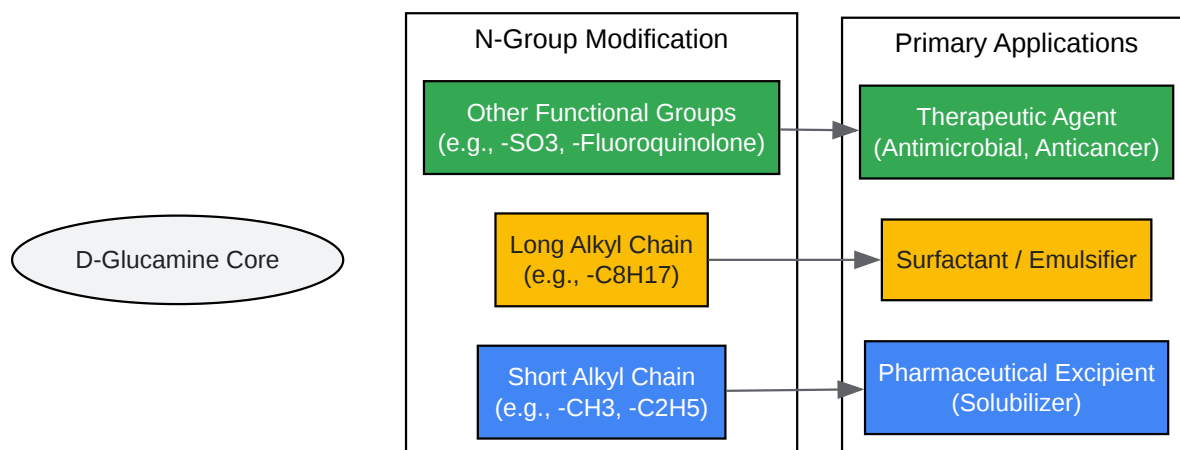 N-Group Modification
Primary Applications
Other Functional Groups
(e.g., -SO3, -Fluoroquinolone)
Therapeutic Agent
(Antimicrobial, Anticancer)
D-Glucamine Core
Long Alkyl Chain
(e.g., -C8H17)
Surfactant / Emulsifier
Short Alkyl Chain
(e.g., -CH3, -C2H5)
Pharmaceutical Excipient
(Solubilizer)